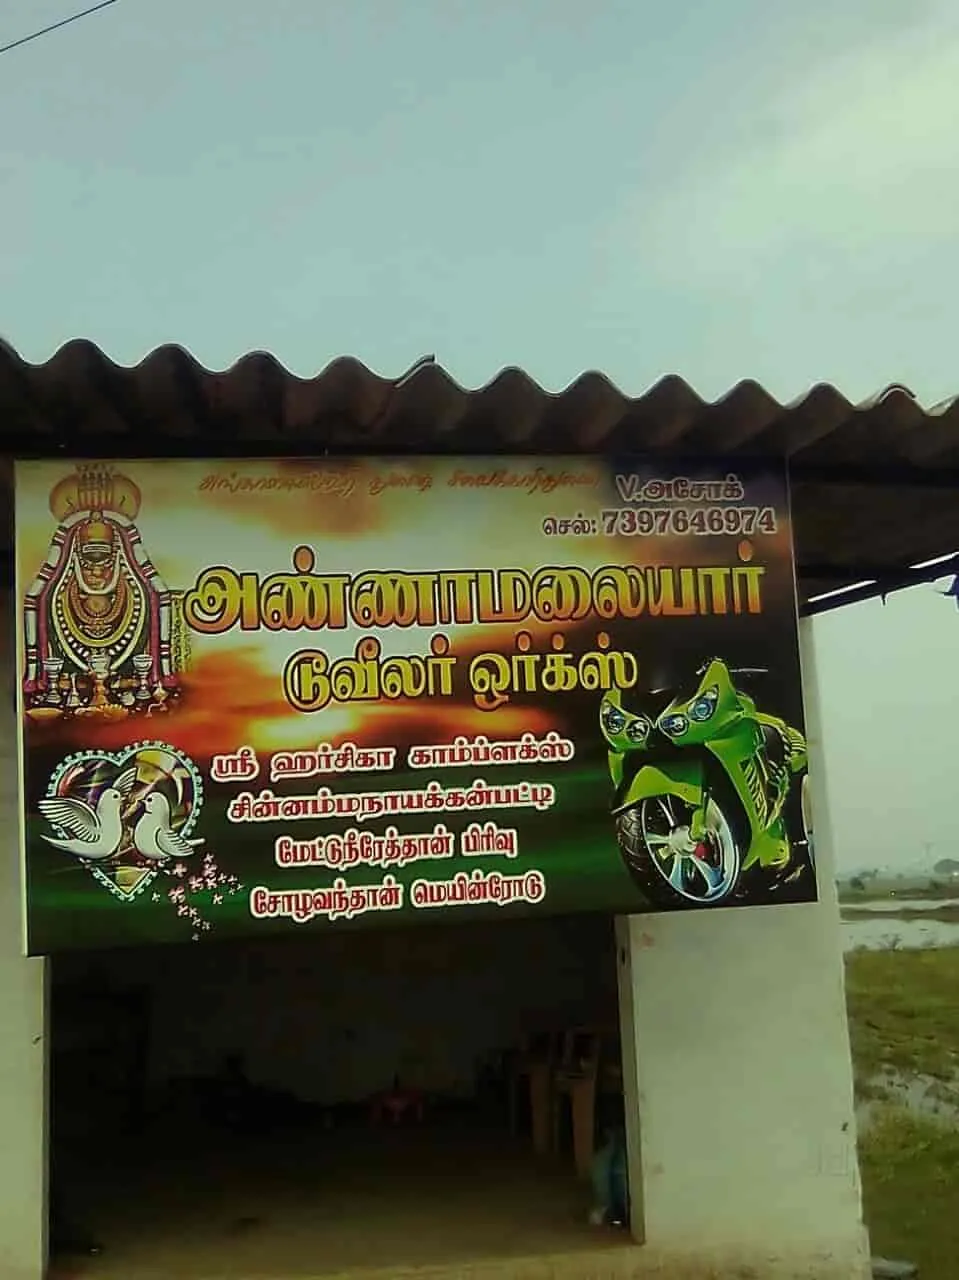 V.அசோக்
செல்: 7397646974
அண்ணாமலையார்
டூவீலர் ஒர்க்ஸ்
ஸ்ரீ ஹர்சிகா காம்ப்ளக்ஸ்
சின்னம்மநாயக்கன்பட்டி
மேட்டுநீரேத்தான் பிரிவு
சோழவந்தான் மெயின்ரோடு